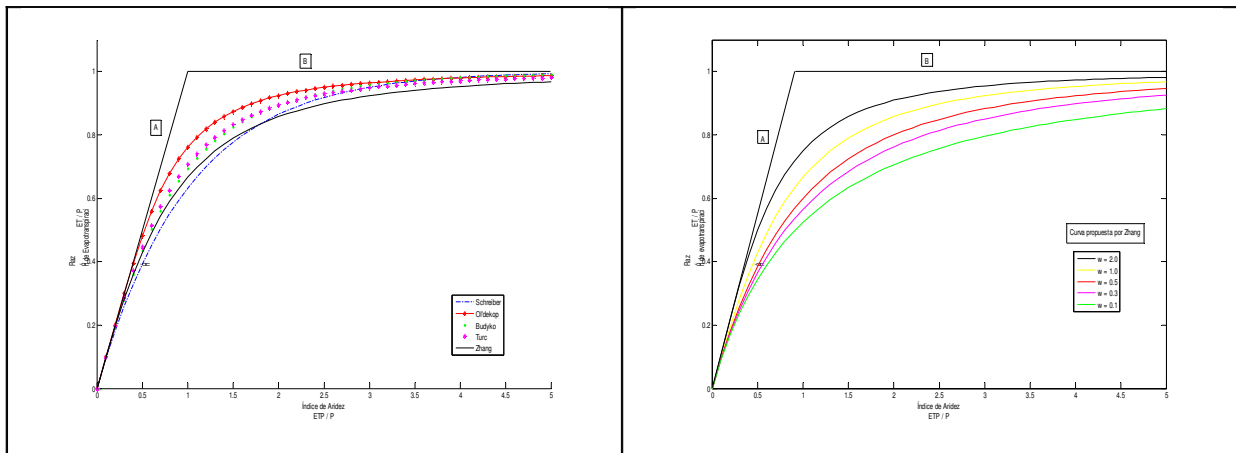 B
A
1
0.8
0.6
0.4
0.2
0
ET / P
de Evapotranspiraci
Schreiber
Ol'dekop
Budyko
Turc
Zhang
0 0.5 1 1.5 2 2.5 3 3.5 4 4.5 5
Índice de Aridez
ETP / P
B
A
1
0.8
0.6
0.4
0.2
0
ET / P
de evapotranspiraci
Curva propuesta por Zhang
w = 2.0
w = 1.0
w = 0.5
w = 0.3
w = 0.1
0 0.5 1 1.5 2 2.5 3 3.5 4 4.5 5
Índice de Aridez
ETP / P